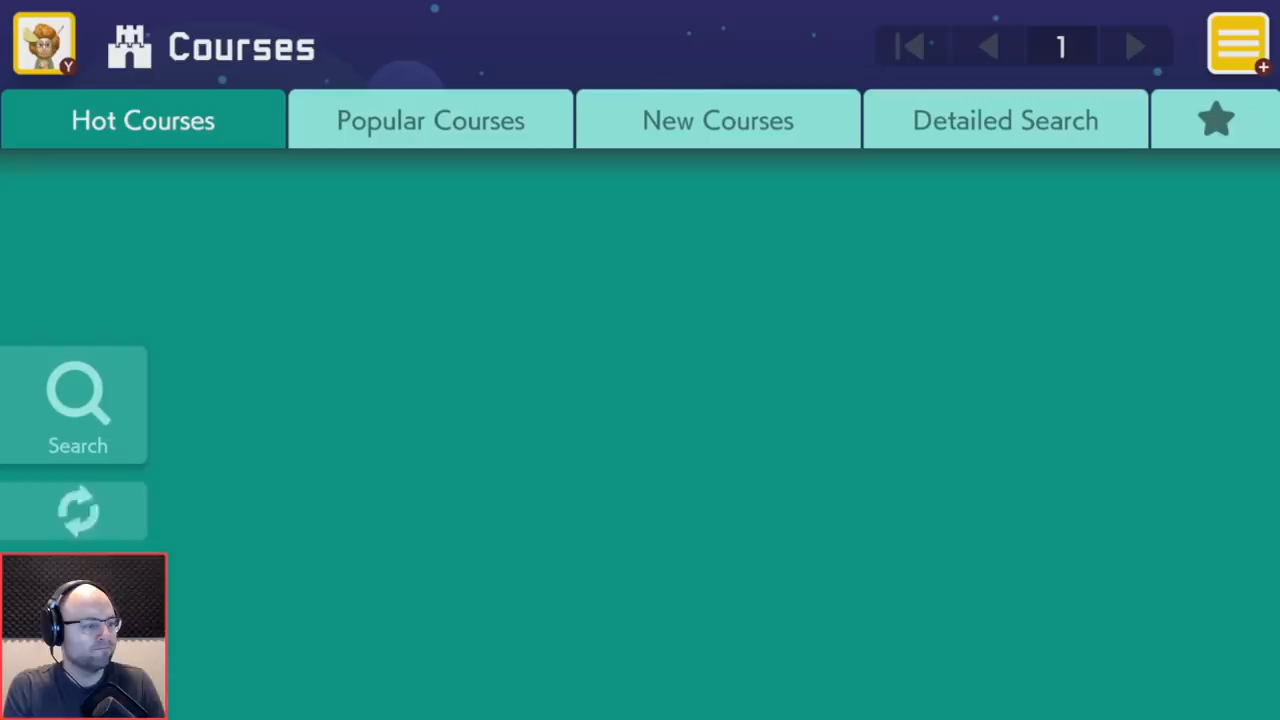 Y
Courses
1
+
Hot Courses
Popular Courses
New Courses
Detailed Search
Search